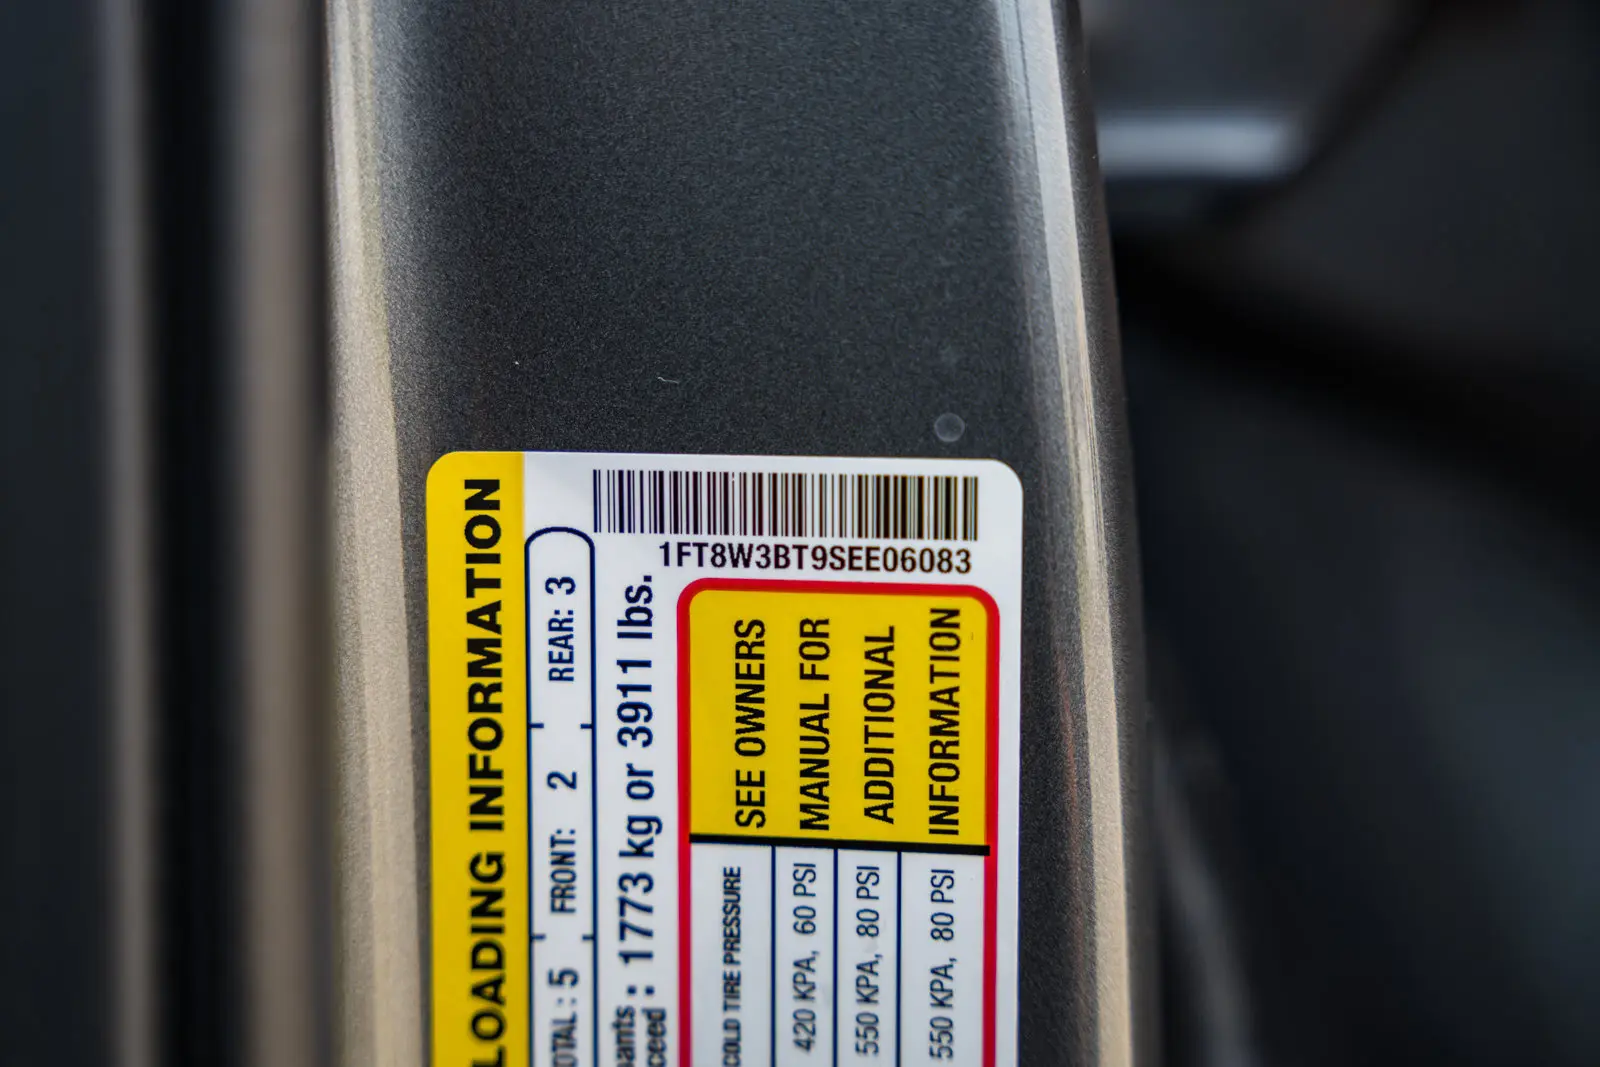 1FT8W3BT9SEE06083
LOADING INFORMATION
: 5 FRONT: 2 REAR: 3
: 1773 kg or 3911 lbs.
COLD TIRE PRESSURE
420 KPA, 60 PSI
550 KPA, 80 PSI
550 KPA, 80 PSI
SEE OWNERS
MANUAL FOR
ADDITIONAL
INFORMATION